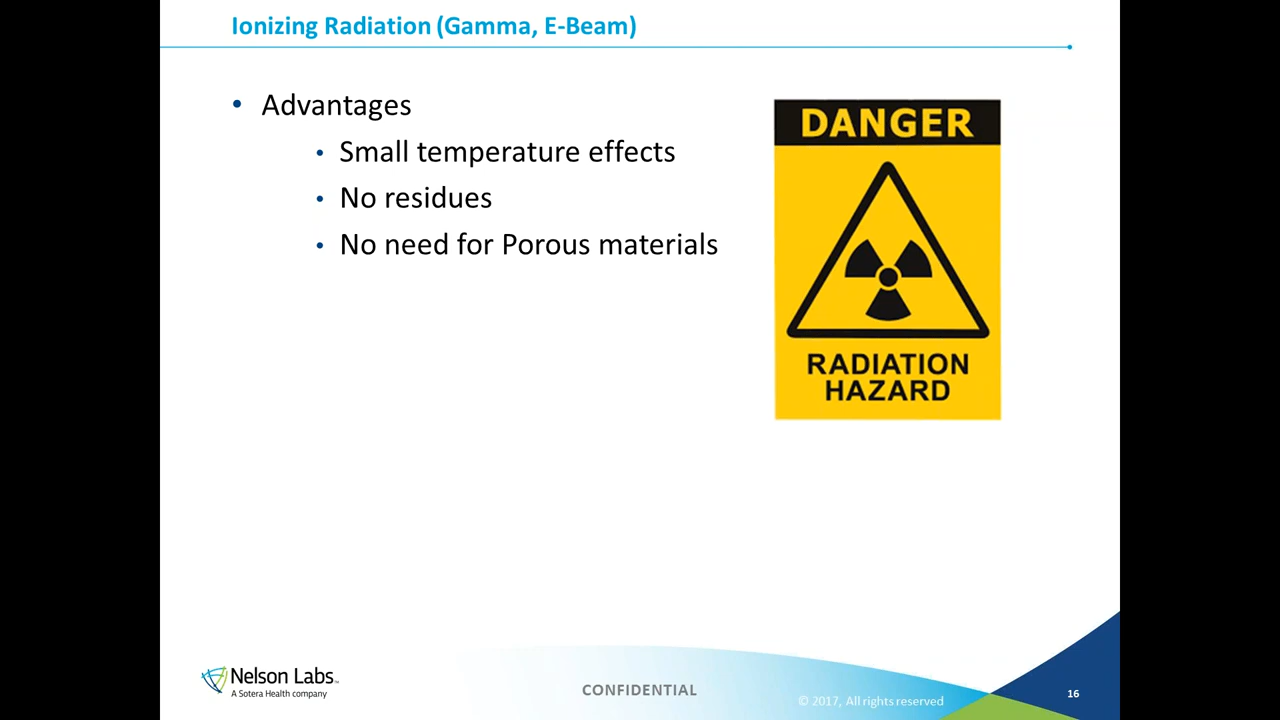 Ionizing Radiation (Gamma, E-Beam)
• Advantages
• Small temperature effects
• No residues
• No need for Porous materials
DANGER
RADIATION
HAZARD
Nelson Labs™
A Sotera Health company
CONFIDENTIAL
© 2017, All rights reserved
16